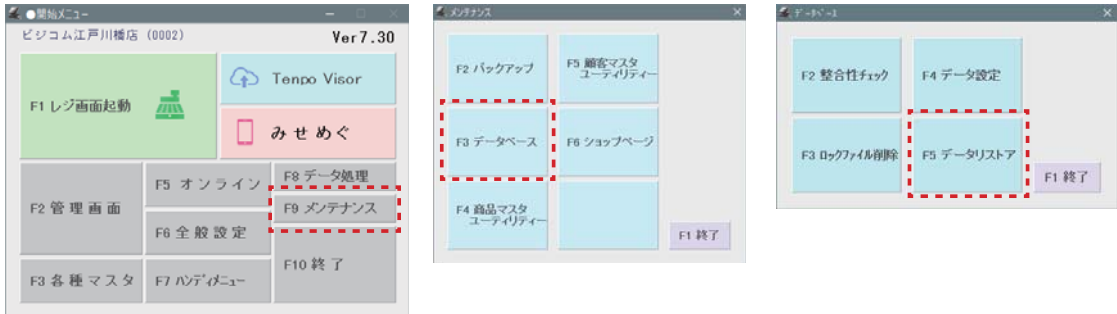 ●開始メニュー
ビジコム江戸川橋店 (0002)
Ver7.30
F1 レジ画面起動
Tenpo Visor
みせめぐ
F2 管理画面
F5 オンライン
F8 データ処理
F9 メンテナンス
F6 全般設定
F10 終了
F3 各種マスタ
F7 ハンディメニュー
メンテナンス
F2 バックアップ
F5 顧客マスタ
ユーティリティー
F3 データベース
F6 ショップページ
F4 商品マスタ
ユーティリティー
F1 終了
データベース
F2 整合性チェック
F4 データ設定
F3 ロックファイル削除
F5 データリストア
F1 終了